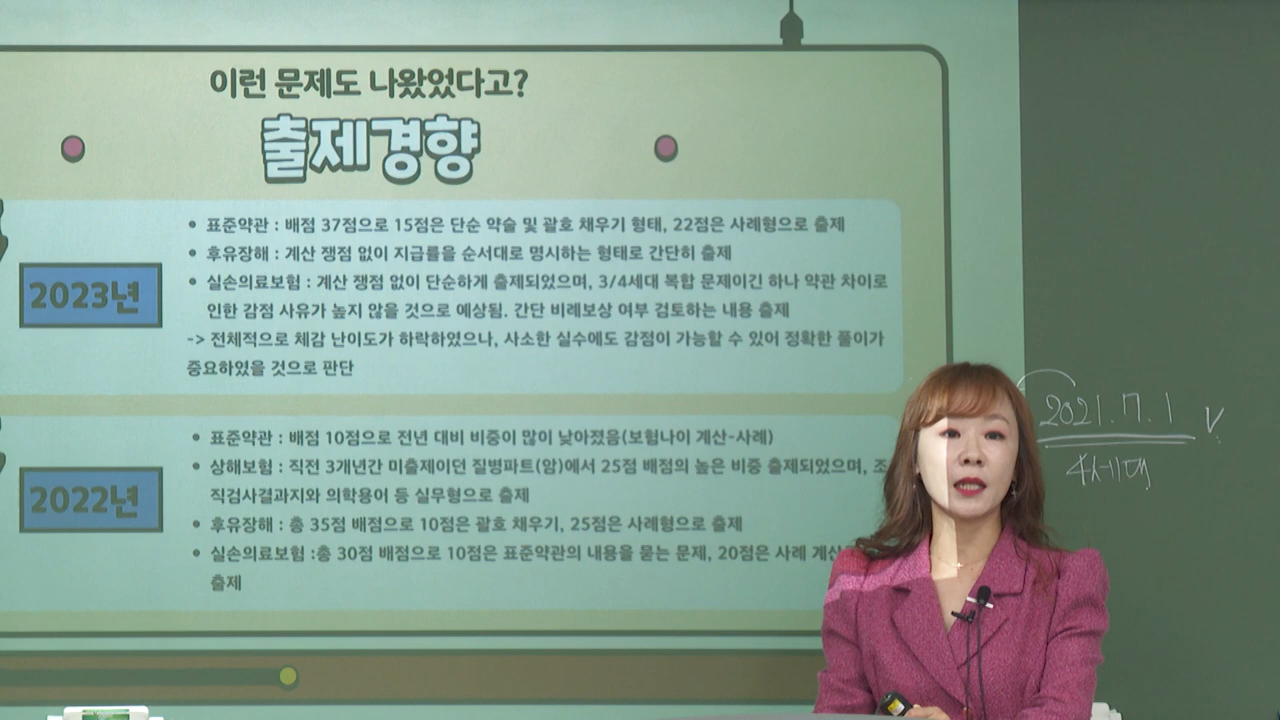 이런 문제도 나왔었다고?
출제경향
2023년
• 표준약관 : 배점 37점으로 15점은 단순 약술 및 괄호 채우기 형태, 22점은 사례형으로 출제
• 후유장해 : 계산 쟁점 없이 지급률을 순서대로 명시하는 형태로 간단히 출제
• 실손의료보험 : 계산 쟁점 없이 단순하게 출제되었으며, 3/4세대 복합 문제이긴 하나 약관 차이로
인한 감점 사유가 높지 않을 것으로 예상됨. 간단 비례보상 여부 검토하는 내용 출제
-> 전체적으로 체감 난이도가 하락하였으나, 사소한 실수에도 감점이 가능할 수 있어 정확한 풀이가
중요하였을 것으로 판단
2022년
• 표준약관 : 배점 10점으로 전년 대비 비중이 많이 낮아졌음(보험나이 계산-사례)
• 상해보험 : 직전 3개년간 미출제이던 질병파트(암)에서 25점 배점의 높은 비중 출제되었으며, 조
직검사결과지와 의학용어 등 실무형으로 출제
• 후유장해 : 총 35점 배점으로 10점은 괄호 채우기, 25점은 사례형으로 출제
• 실손의료보험 :총 30점 배점으로 10점은 표준약관의 내용을 묻는 문제, 20점은 사례 계산
출제
2021.7.1
4세대